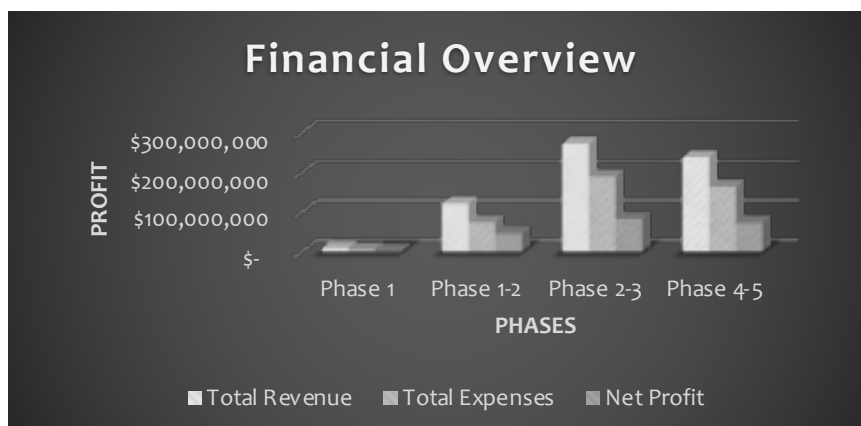 Financial Overview
PROFIT
$300,000,000
$200,000,000
$100,000,000
$-
Phase 1 Phase 1-2 Phase 2-3 Phase 4-5
PHASES
Total Revenue Total Expenses Net Profit